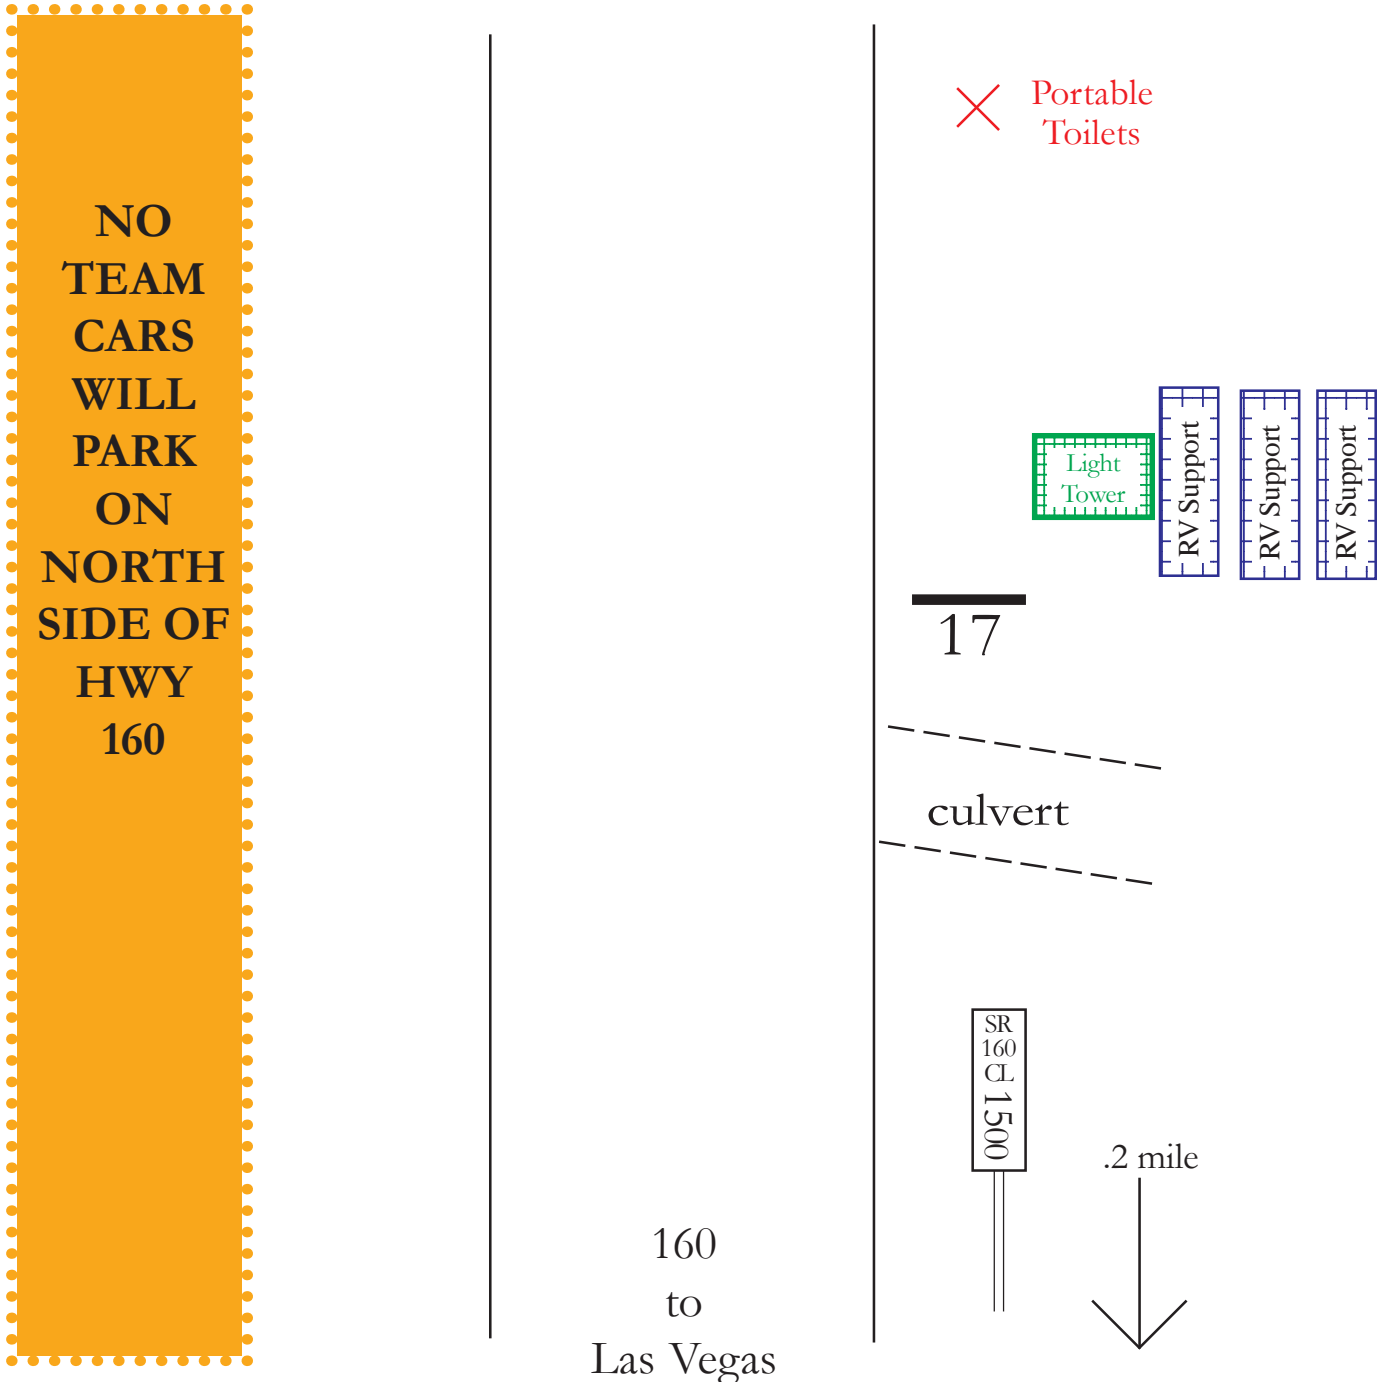 NO
TEAM
CARS
WILL
PARK
ON
NORTH
SIDE OF
HWY
160
Portable
Toilets
Light
Tower
RV Support
RV Support
RV Support
17
culvert
SR
160
CL
1500
.2 mile
160
to
Las Vegas